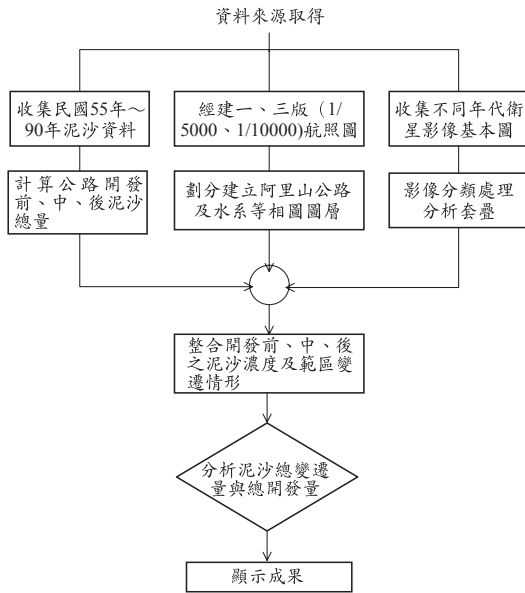 資料來源取得
收集民國55年～
90年泥沙資料
經建一、三版（1/
5000、1/10000)航照圖
收集不同年代衛
星影像基本圖
計算公路開發
前、中、後泥沙
總量
劃分建立阿里山公路
及水系等相圖圖層
影像分類處理
分析套疊
整合開發前、中、後
之泥沙濃度及範區變
遷情形
分析泥沙總變遷
量與總開發量
顯示成果